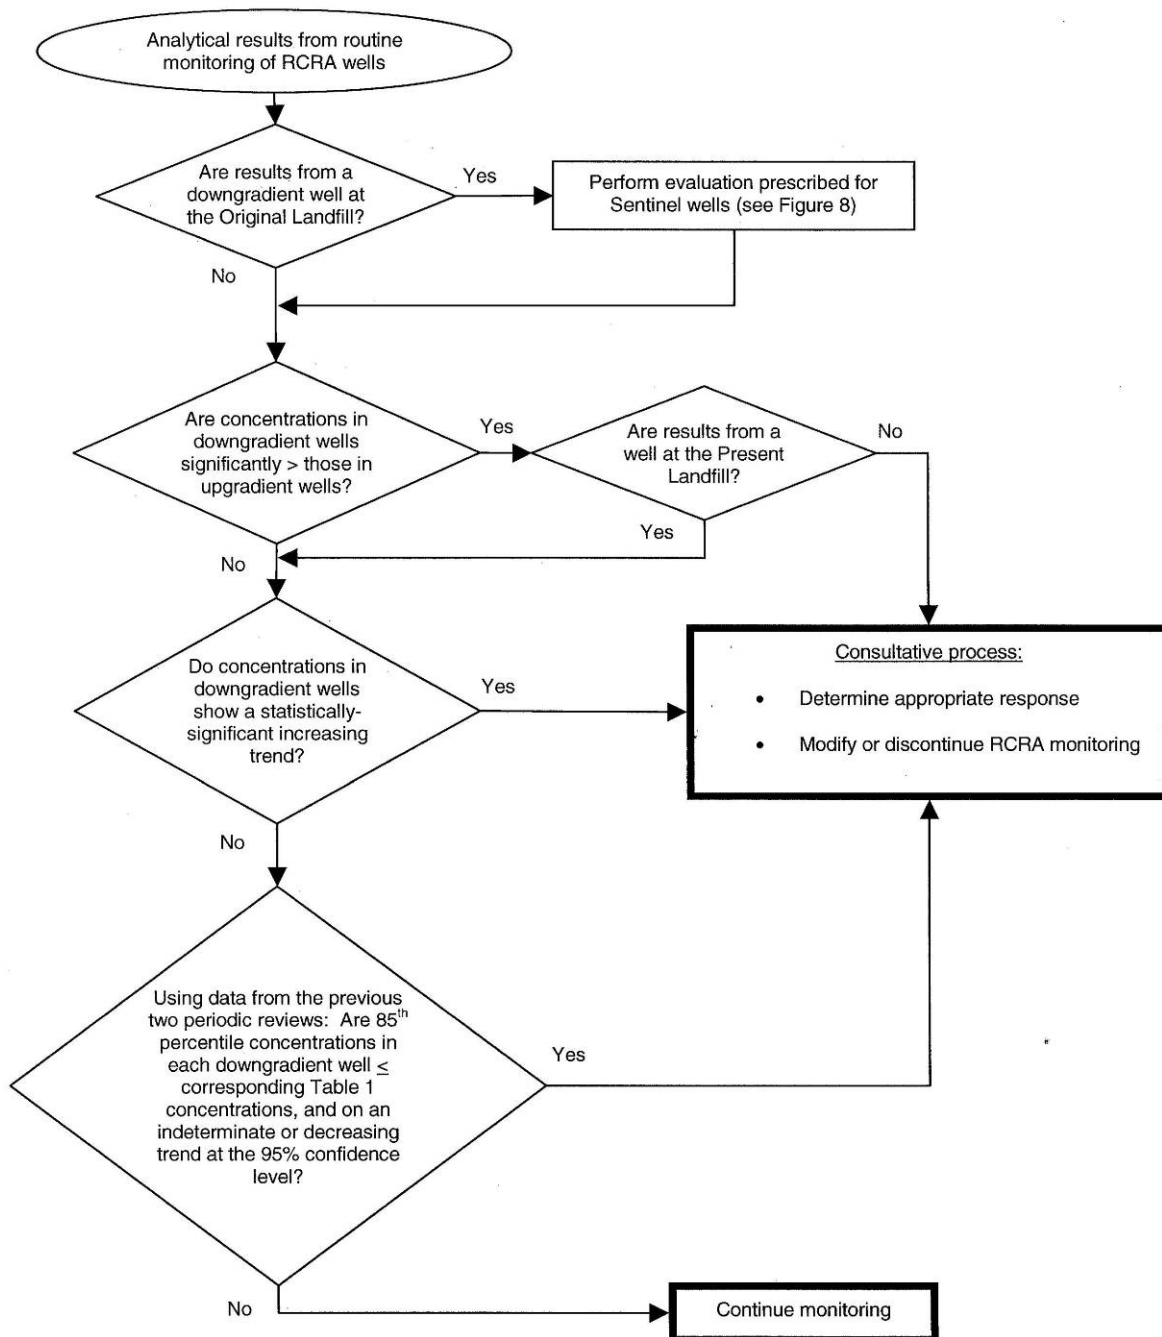 Analytical results from routine
monitoring of RCRA wells
Are results from a
downgradient well at
the Original Landfill?
Yes
Perform evaluation prescribed for
Sentinel wells (see Figure 8)
No
Are concentrations in
downgradient wells
significantly > those in
upgradient wells?
Yes
Are results from a
well at the Present
Landfill?
No
Yes
No
Do concentrations in
downgradient wells
show a statistically-
significant increasing
trend?
Yes
Consultative process:
• Determine appropriate response
• Modify or discontinue RCRA monitoring
No
Using data from the previous
two periodic reviews: Are 85th
percentile concentrations in
each downgradient well ≤
corresponding Table 1
concentrations, and on an
indeterminate or decreasing
trend at the 95% confidence
level?
Yes
No
Continue monitoring